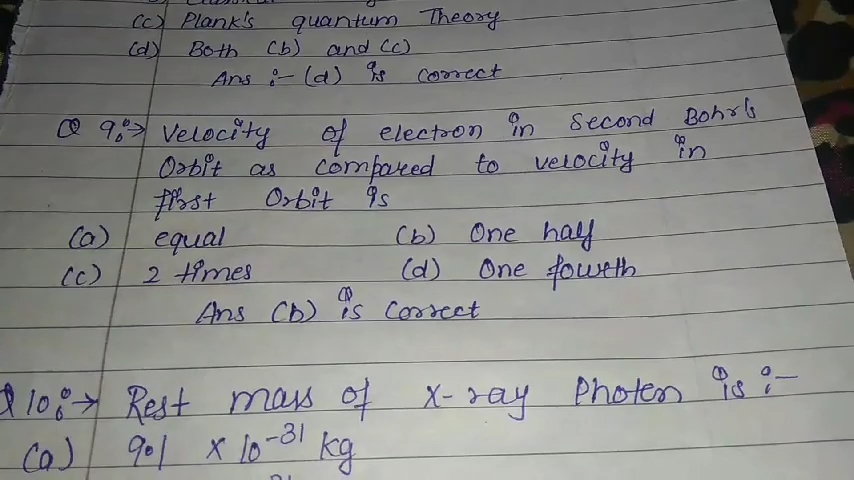 (c) Plank's quantum Theory
(d) Both (b) and (c)
Ans :- (d) is correct
Q 9:→ Velocity of electron in second Bohr's
Orbit as compared to velocity in
first Orbit is
(a) equal (b) One half
(c) 2 times (d) One fourth
Ans (b) is correct
Q 10:→ Rest mass of x-ray Photon is :-
(a) 9.1 x 10-31 kg